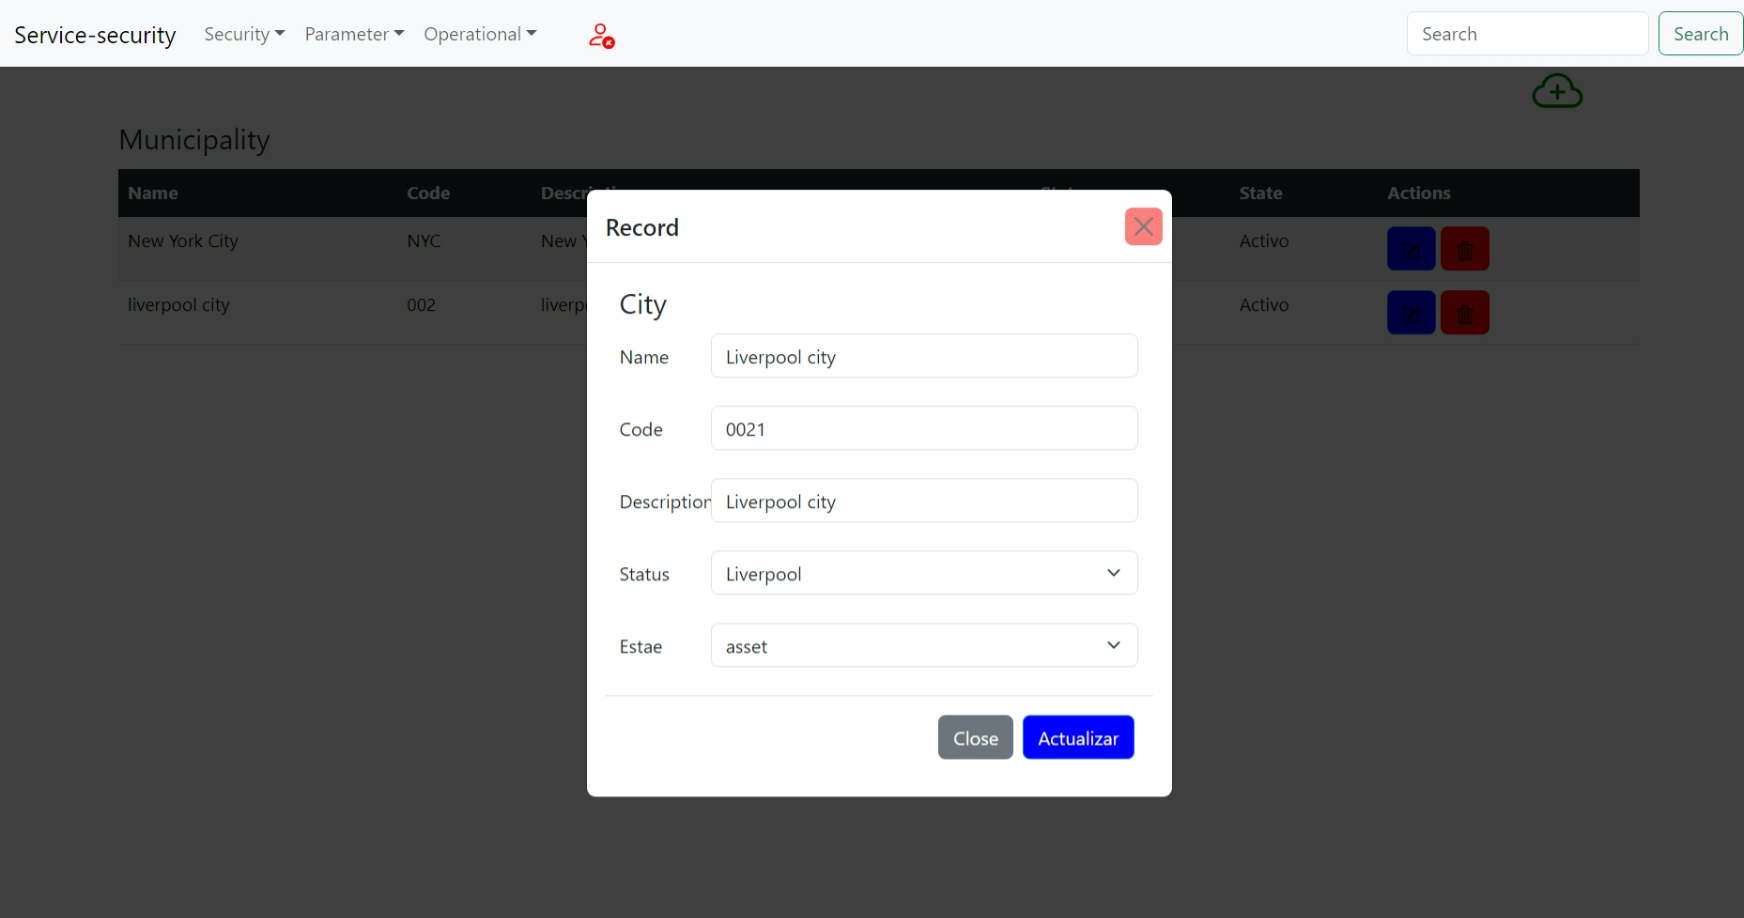 Service-security Security Parameter Operational Search Search
Municipality
Name Code State Actions
New York City NYC New Activo
liverpool city 002 Activo
Record
City
Name Liverpool city
Code 0021
Description Liverpool city
Status Liverpool
Estae asset
Close Actualizar